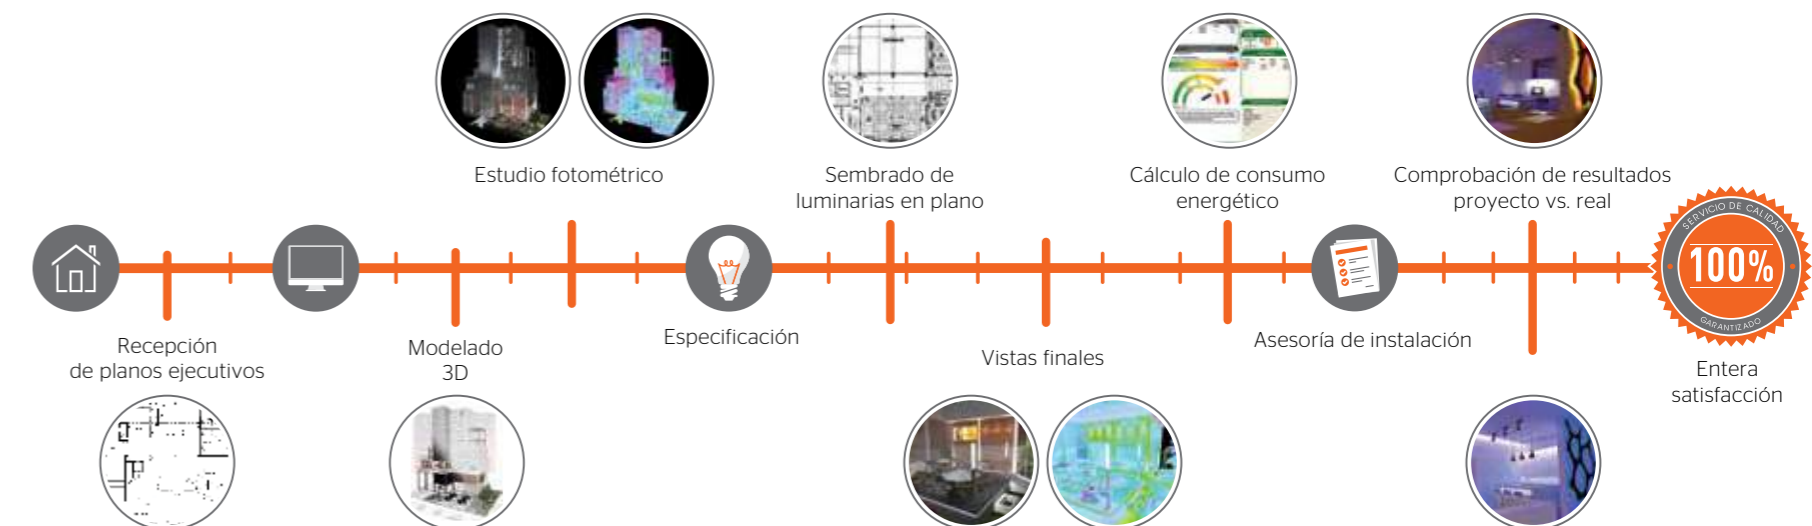 Estudio fotométrico
Sembrado de
luminarias en plano
Cálculo de consumo
energético
Comprobación de resultados
proyecto vs. real
Recepción
de planos ejecutivos
Modelado
3D
Especificación
Vistas finales
Asesoría de instalación
SERVICIO DE CALIDAD
100%
GARANTIZADO
Entera
satisfacción